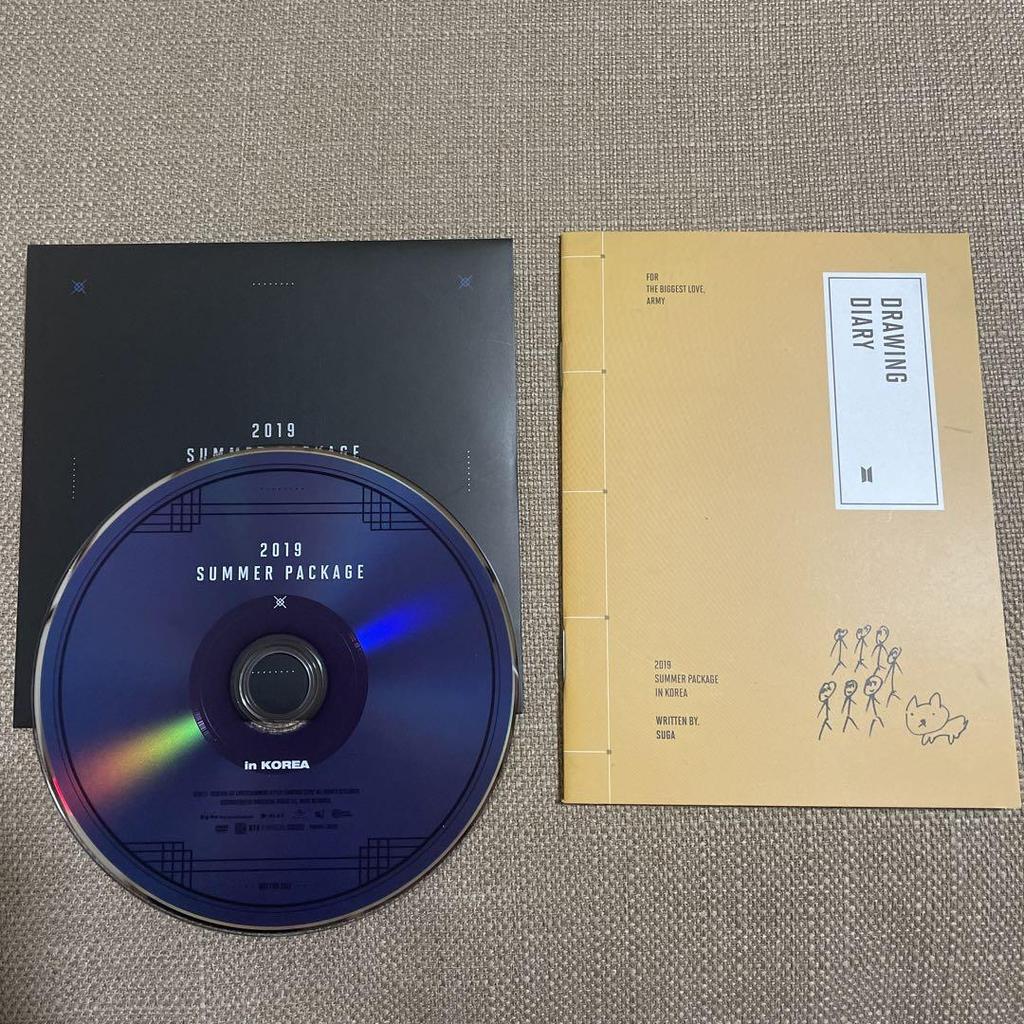 2019
SUMMER PACKAGE
2019
SUMMER PACKAGE
in KOREA
FOR
THE BIGGEST LOVE,
ARMY
DRAWING
DIARY
2019
SUMMER PACKAGE
IN KOREA
WRITTEN BY.
SUGA